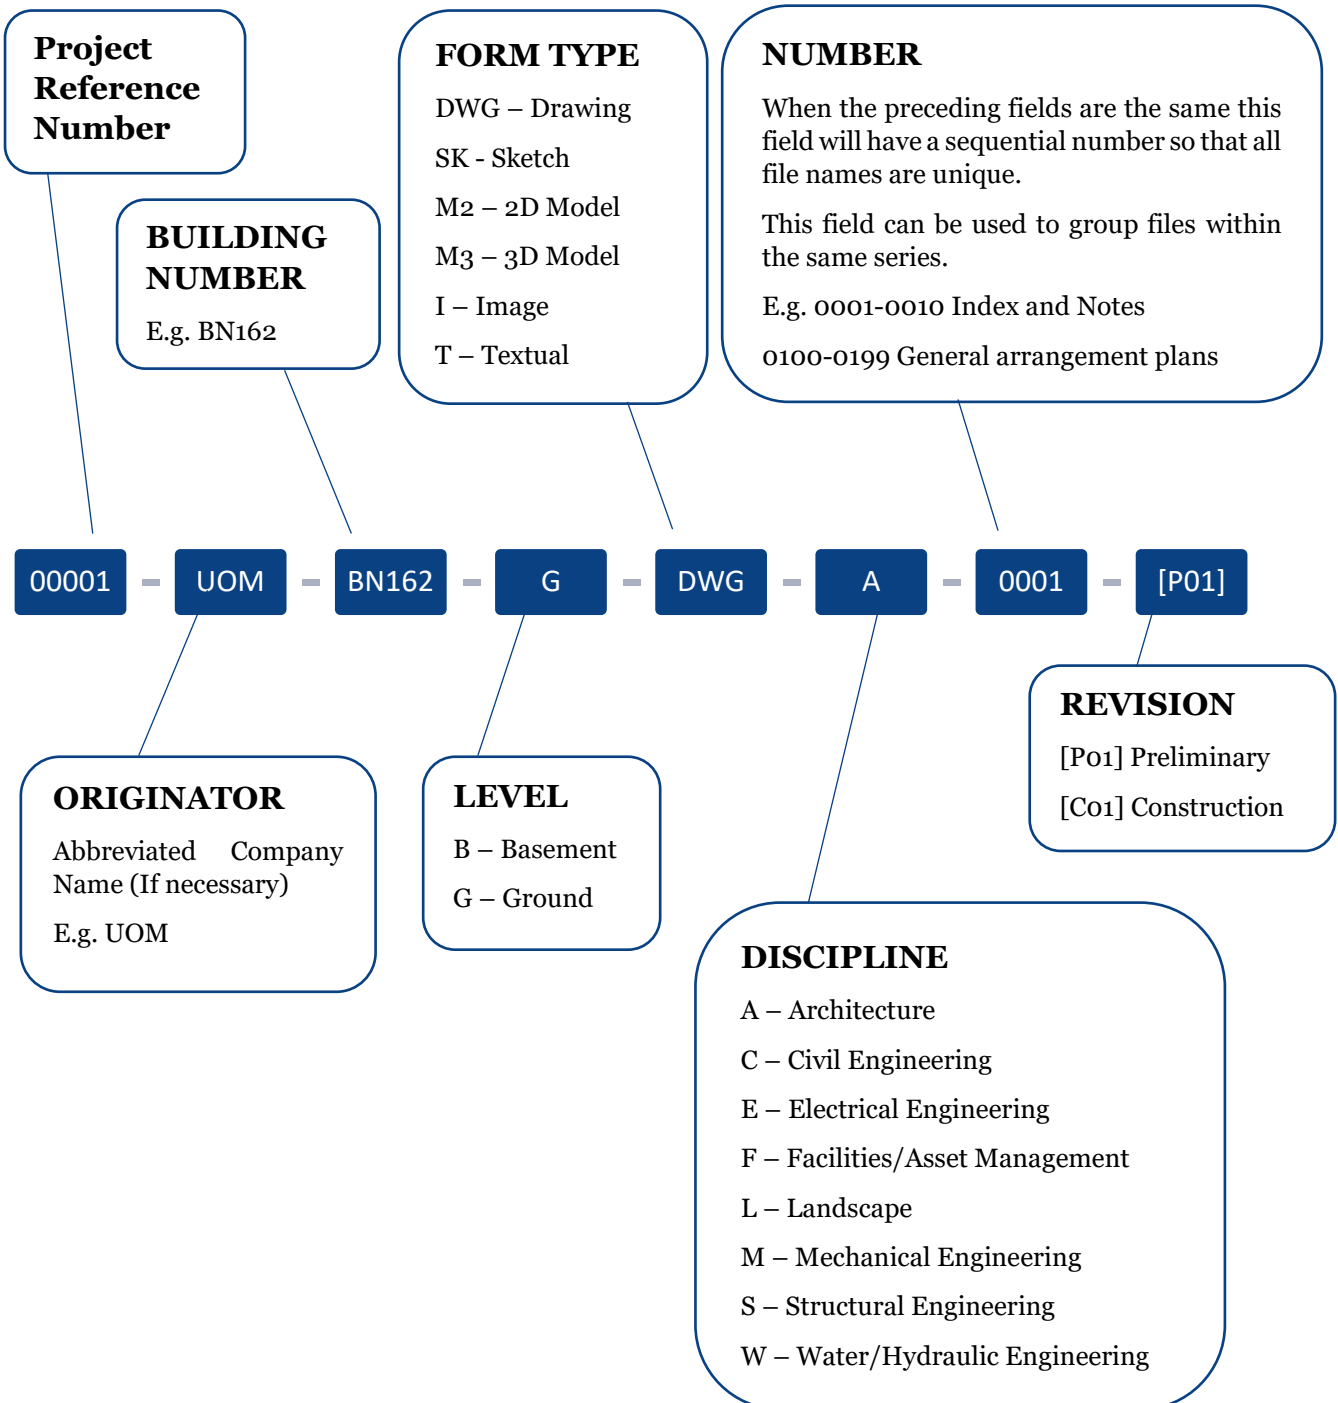 Project
Reference
Number
FORM TYPE
DWG – Drawing
SK - Sketch
M2 – 2D Model
M3 – 3D Model
I – Image
T – Textual
NUMBER
When the preceding fields are the same this
field will have a sequential number so that all
file names are unique.
This field can be used to group files within
the same series.
E.g. 0001-0010 Index and Notes
0100-0199 General arrangement plans
BUILDING
NUMBER
E.g. BN162
00001 – UOM – BN162 – G – DWG – A – 0001 – [P01]
REVISION
[P01] Preliminary
[C01] Construction
ORIGINATOR
Abbreviated Company
Name (If necessary)
E.g. UOM
LEVEL
B – Basement
G – Ground
DISCIPLINE
A – Architecture
C – Civil Engineering
E – Electrical Engineering
F – Facilities/Asset Management
L – Landscape
M – Mechanical Engineering
S – Structural Engineering
W – Water/Hydraulic Engineering